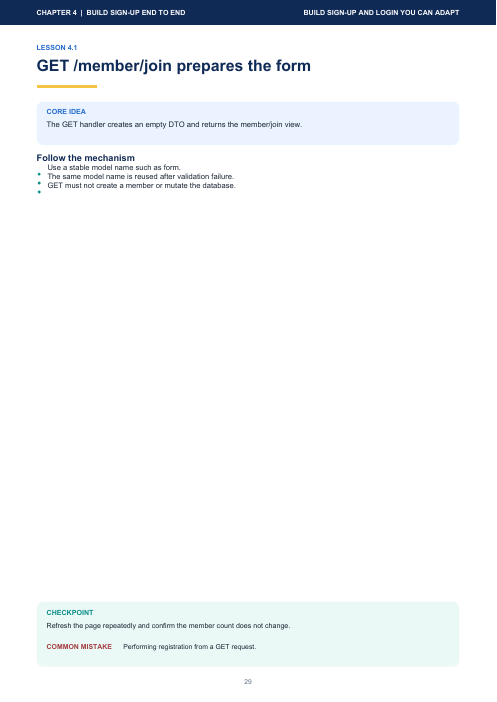 CHAPTER 4 | BUILD SIGN-UP END TO END
BUILD SIGN-UP AND LOGIN YOU CAN ADAPT
LESSON 4.1
GET /member/join prepares the form
CORE IDEA
The GET handler creates an empty DTO and returns the member/join view.
Follow the mechanism
Use a stable model name such as form.
• The same model name is reused after validation failure.
• GET must not create a member or mutate the database.
•
CHECKPOINT
Refresh the page repeatedly and confirm the member count does not change.
COMMON MISTAKE Performing registration from a GET request.
29